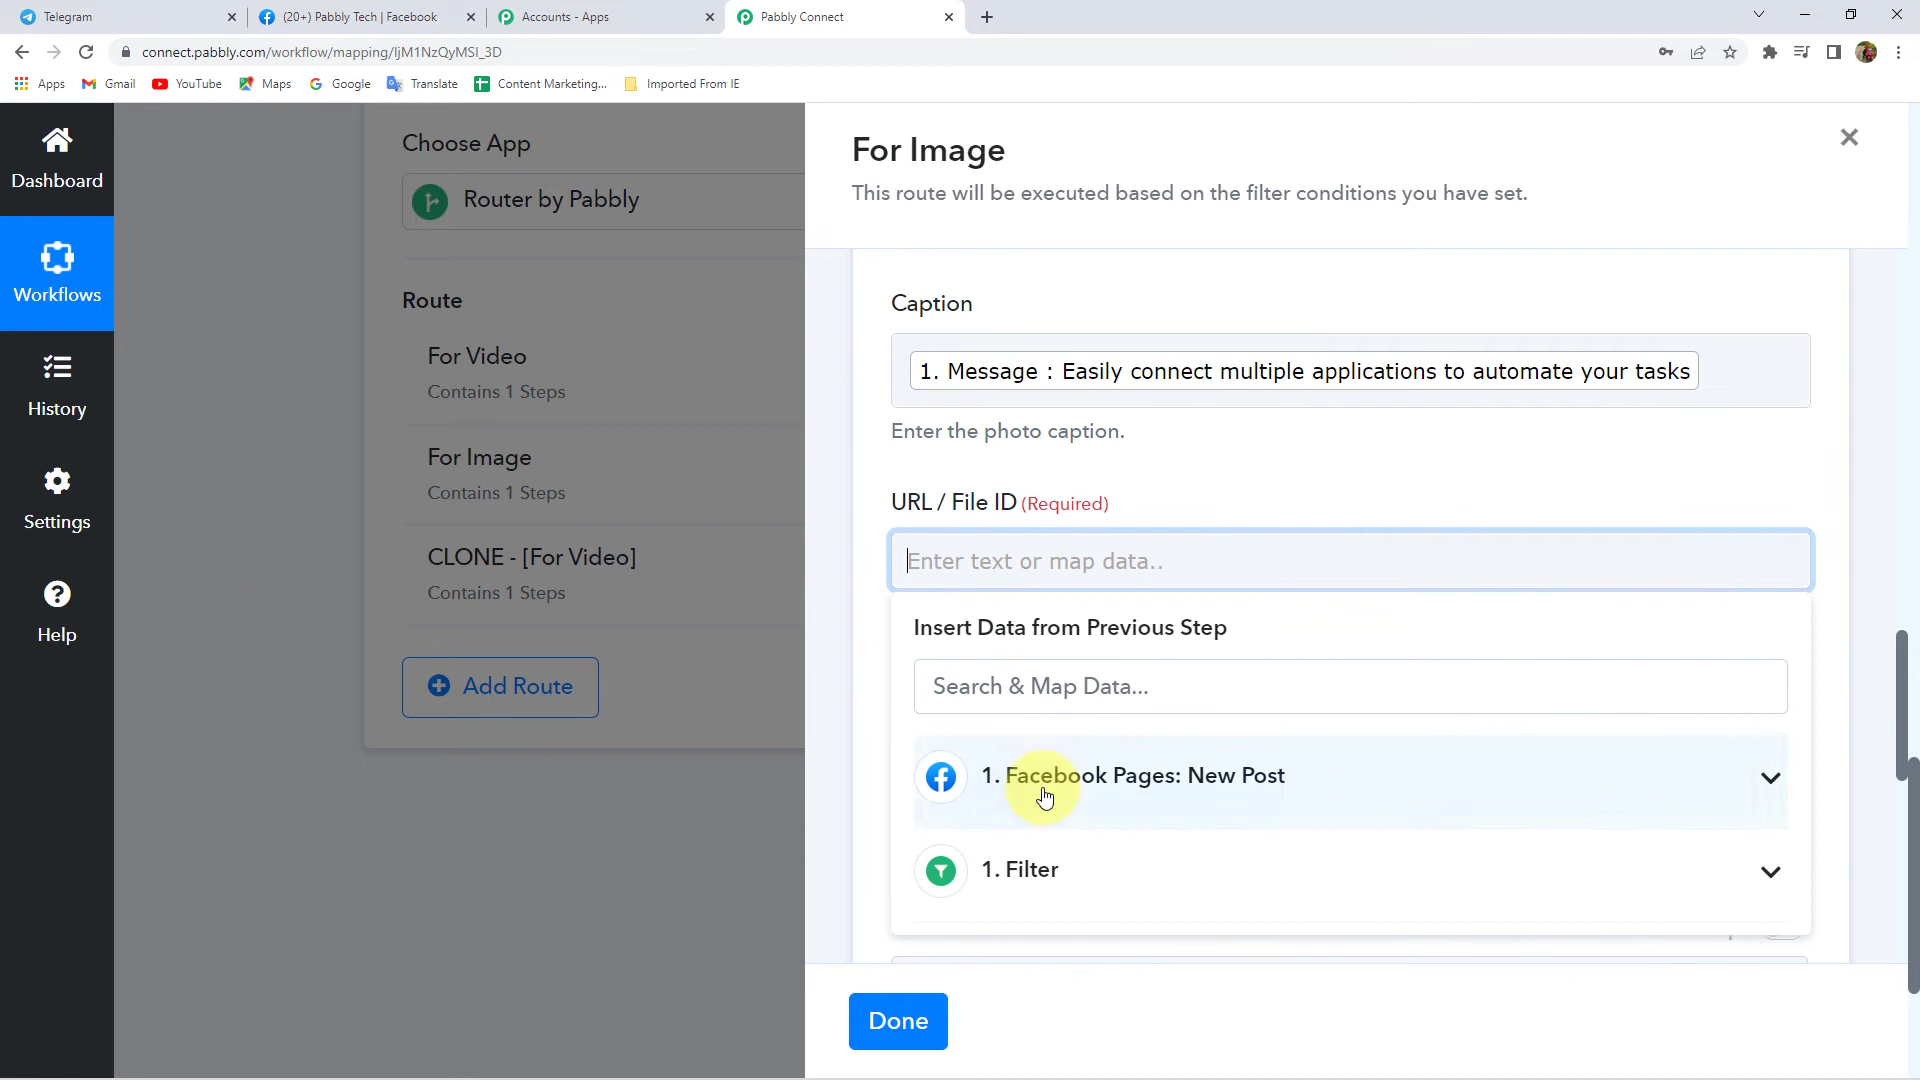 Telegram
(20+) Pabbly Tech | Facebook
Accounts - Apps
Pabbly Connect
connect.pabbly.com/workflow/mapping/IjM1NzQyMSI_3D
Apps
Gmail
YouTube
Maps
Google
Translate
Content Marketing...
Imported From IE
Dashboard
Workflows
History
Settings
Help
Choose App
Router by Pabbly
Route
For Video
Contains 1 Steps
For Image
Contains 1 Steps
CLONE - [For Video]
Contains 1 Steps
Add Route
For Image
This route will be executed based on the filter conditions you have set.
Caption
1. Message : Easily connect multiple applications to automate your tasks
Enter the photo caption.
URL / File ID (Required)
Enter text or map data..
Insert Data from Previous Step
Search & Map Data...
1. Facebook Pages: New Post
1. Filter
Done